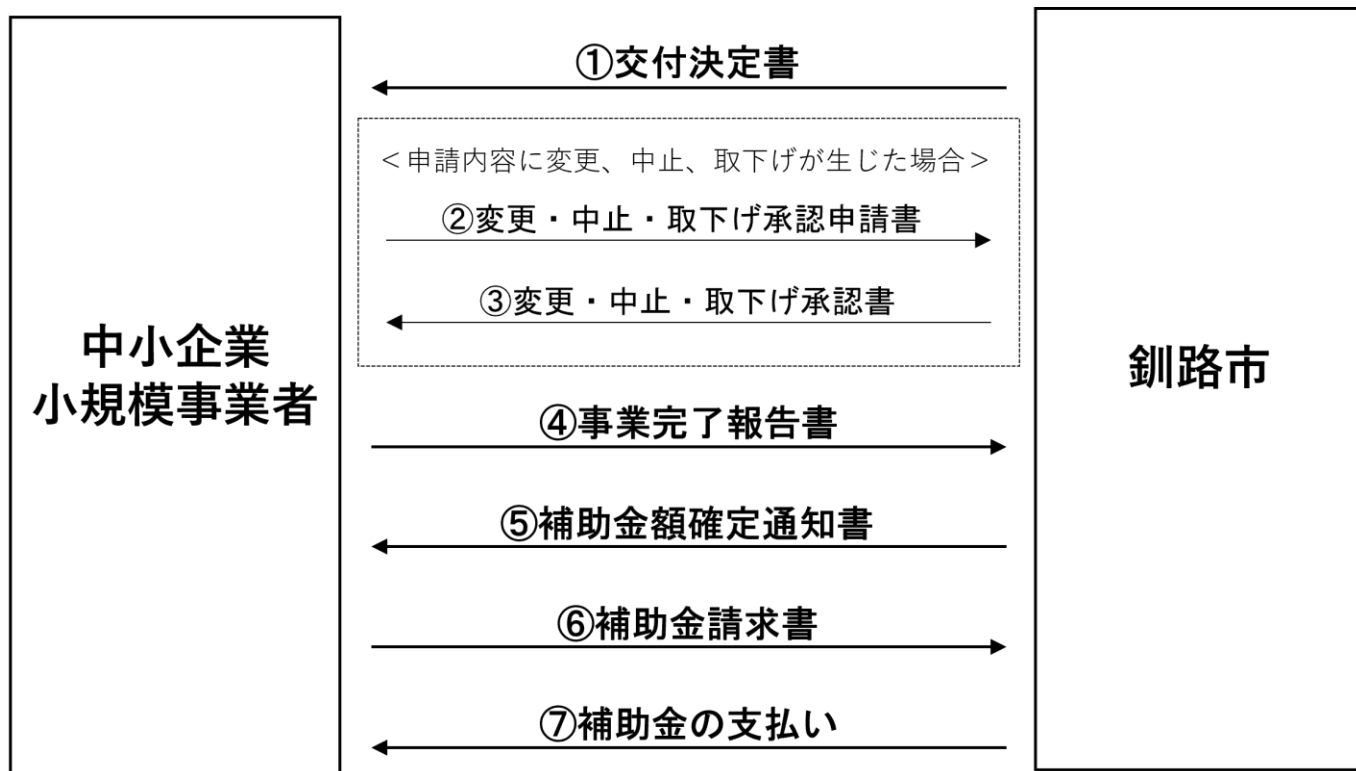 ①交付決定書
<申請内容に変更、中止、取下げが生じた場合>
②変更・中止・取下げ承認申請書
③変更・中止・取下げ承認書
中小企業
小規模事業者
釧路市
④事業完了報告書
⑤補助金額確定通知書
⑥補助金請求書
⑦補助金の支払い